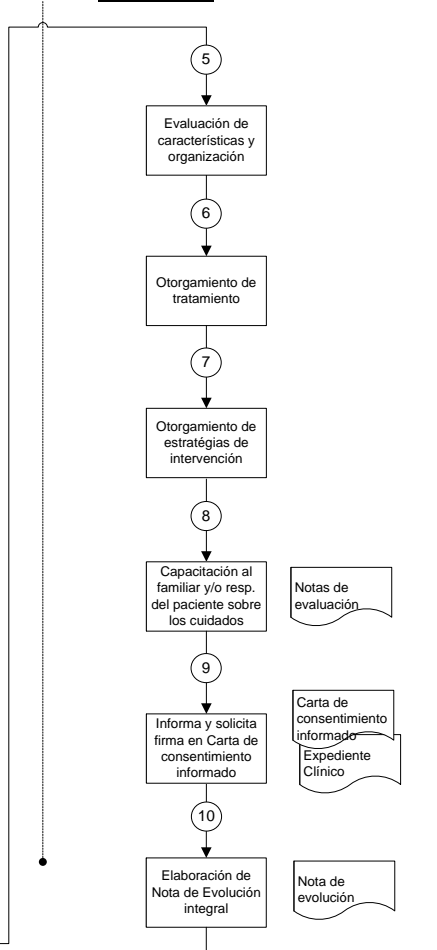 5
Evaluación de
características y
organización
6
Otorgamiento de
tratamiento
7
Otorgamiento de
estratégias de
intervención
8
Capacitación al
familiar y/o resp.
del paciente sobre
los cuidados
Notas de
evaluación
9
Informa y solicita
firma en Carta de
consentimiento
informado
Carta de
consentimiento
informado
Expediente
Clínico
10
Elaboración de
Nota de Evolución
integral
Nota de
evolución